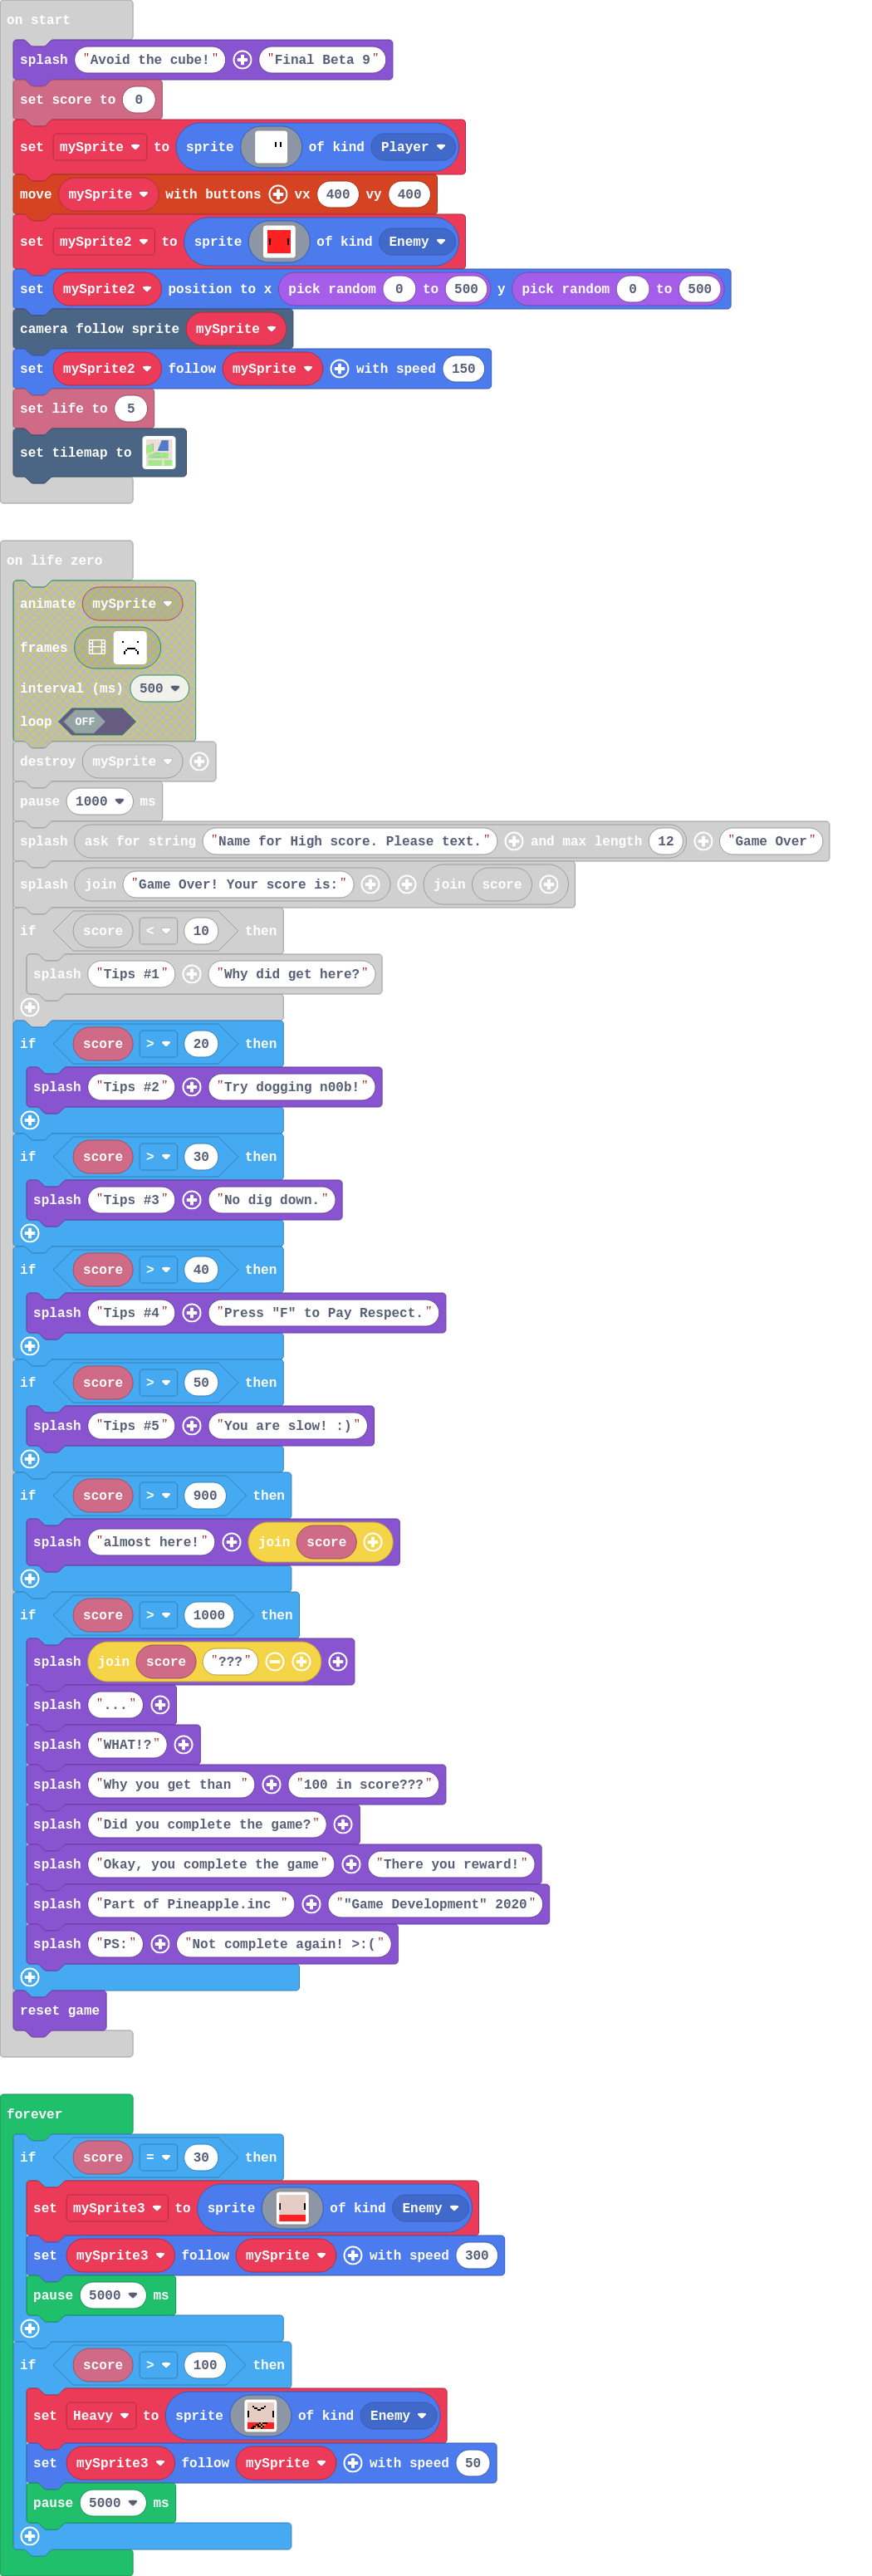 on start
splash "Avoid the cube!" "Final Beta 9"
set score to 0
set mySprite to sprite of kind Player
move mySprite with buttons vx 400 vy 400
set mySprite2 to sprite of kind Enemy
set mySprite2 position to x pick random 0 to 500 y pick random 0 to 500
camera follow sprite mySprite
set mySprite2 follow mySprite with speed 150
set life to 5
set tilemap to
on life zero
animate mySprite
frames
interval (ms) 500
loop OFF
destroy mySprite
pause 1000 ms
splash ask for string "Name for High score. Please text." and max length 12 "Game Over"
splash join "Game Over! Your score is:" join score
if score < 10 then
splash "Tips #1" "Why did get here?"
if score > 20 then
splash "Tips #2" "Try dogging n00b!"
if score > 30 then
splash "Tips #3" "No dig down."
if score > 40 then
splash "Tips #4" "Press "F" to Pay Respect."
if score > 50 then
splash "Tips #5" "You are slow! :)"
if score > 900 then
splash "almost here!" join score
if score > 1000 then
splash join score "???"
splash "..."
splash "WHAT!?"
splash "Why you get than " "100 in score???"
splash "Did you complete the game?"
splash "Okay, you complete the game" "There you reward!"
splash "Part of Pineapple.inc " ""Game Development" 2020"
splash "PS:" "Not complete again! >:("
reset game
forever
if score = 30 then
set mySprite3 to sprite of kind Enemy
set mySprite3 follow mySprite with speed 300
pause 5000 ms
if score > 100 then
set Heavy to sprite of kind Enemy
set mySprite3 follow mySprite with speed 50
pause 5000 ms